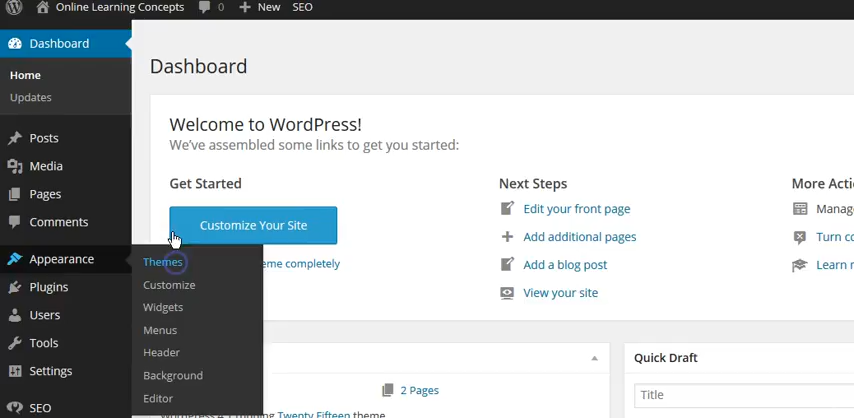 Online Learning Concepts 0 New SEO
Dashboard
Home
Updates
Posts
Media
Pages
Comments
Appearance
Plugins
Users
Tools
Settings
SEO
Themes
Customize
Widgets
Menus
Header
Background
Editor
Dashboard
Welcome to WordPress!
We've assembled some links to get you started:
Get Started
Customize Your Site
eme completely
Next Steps
Edit your front page
Add additional pages
Add a blog post
View your site
More Actio
Manage
Turn co
Learn m
2 Pages
Twenty Fifteen theme
Quick Draft
Title